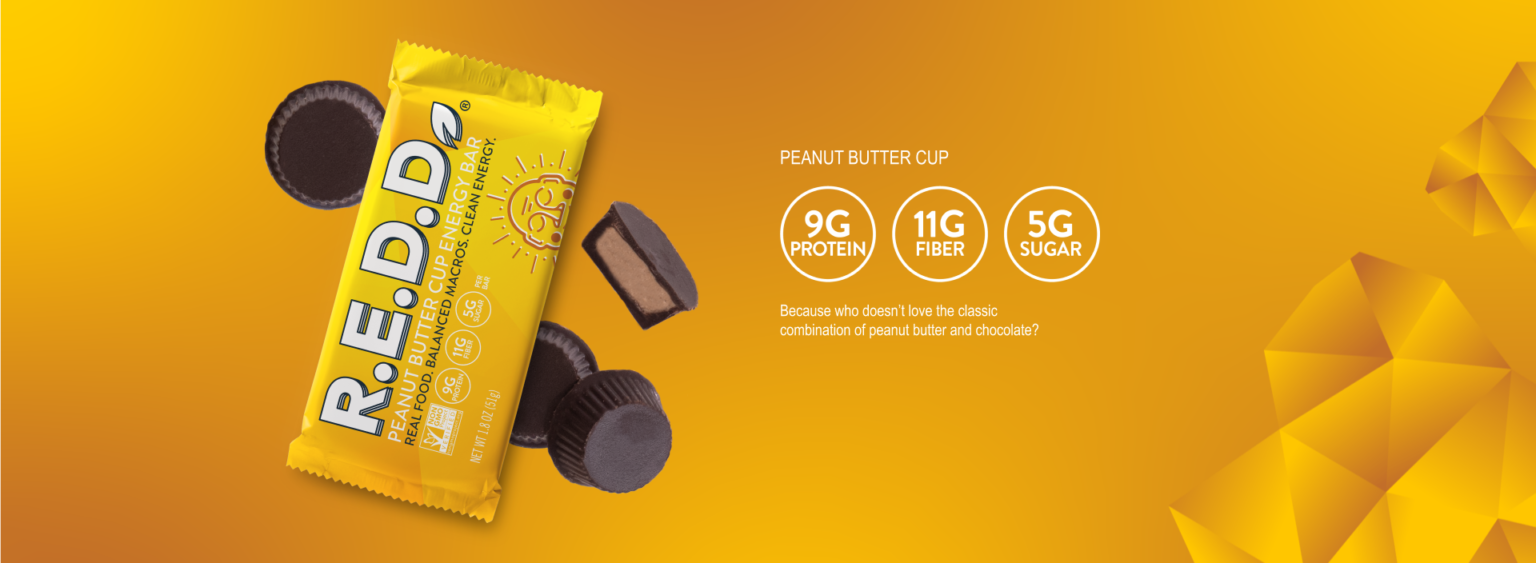 R.E.D.D.®
PEANUT BUTTER CUP ENERGY BAR
REAL FOOD. BALANCED MACROS. CLEAN ENERGY.
9G
PROTEIN
11G
FIBER
5G
SUGAR
PER
BAR
NON
GMO
NET WT 1.8 OZ (51g)
PEANUT BUTTER CUP
9G
PROTEIN
11G
FIBER
5G
SUGAR
Because who doesn't love the classic
combination of peanut butter and chocolate?